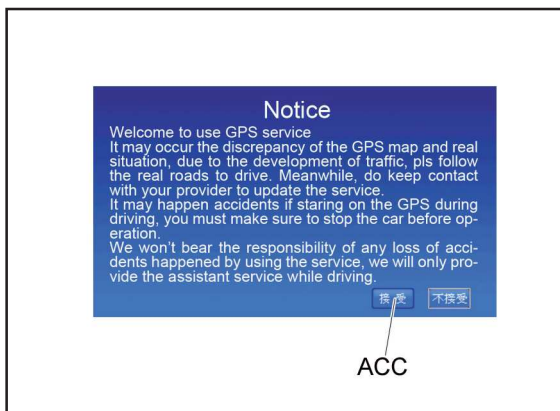 Notice
Welcome to use GPS service
It may occur the discrepancy of the GPS map and real
situation, due to the development of traffic, pls follow
the real roads to drive. Meanwhile, do keep contact
with your provider to update the service.
It may happen accidents if staring on the GPS during
driving, you must make sure to stop the car before op-
eration.
We won't bear the responsibility of any loss of acci-
dents happened by using the service, we will only pro-
vide the assistant service while driving.
接受 不接受
ACC